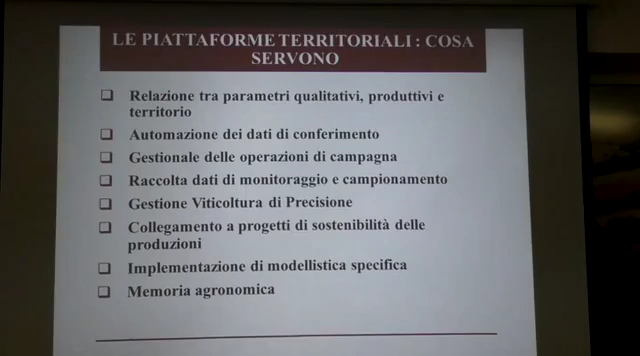 LE PIATTAFORME TERRITORIALI : COSA
SERVONO
Relazione tra parametri qualitativi, produttivi e
territorio
Automazione dei dati di conferimento
Gestionale delle operazioni di campagna
Raccolta dati di monitoraggio e campionamento
Gestione Viticoltura di Precisione
Collegamento a progetti di sostenibilità delle
produzioni
Implementazione di modellistica specifica
Memoria agronomica